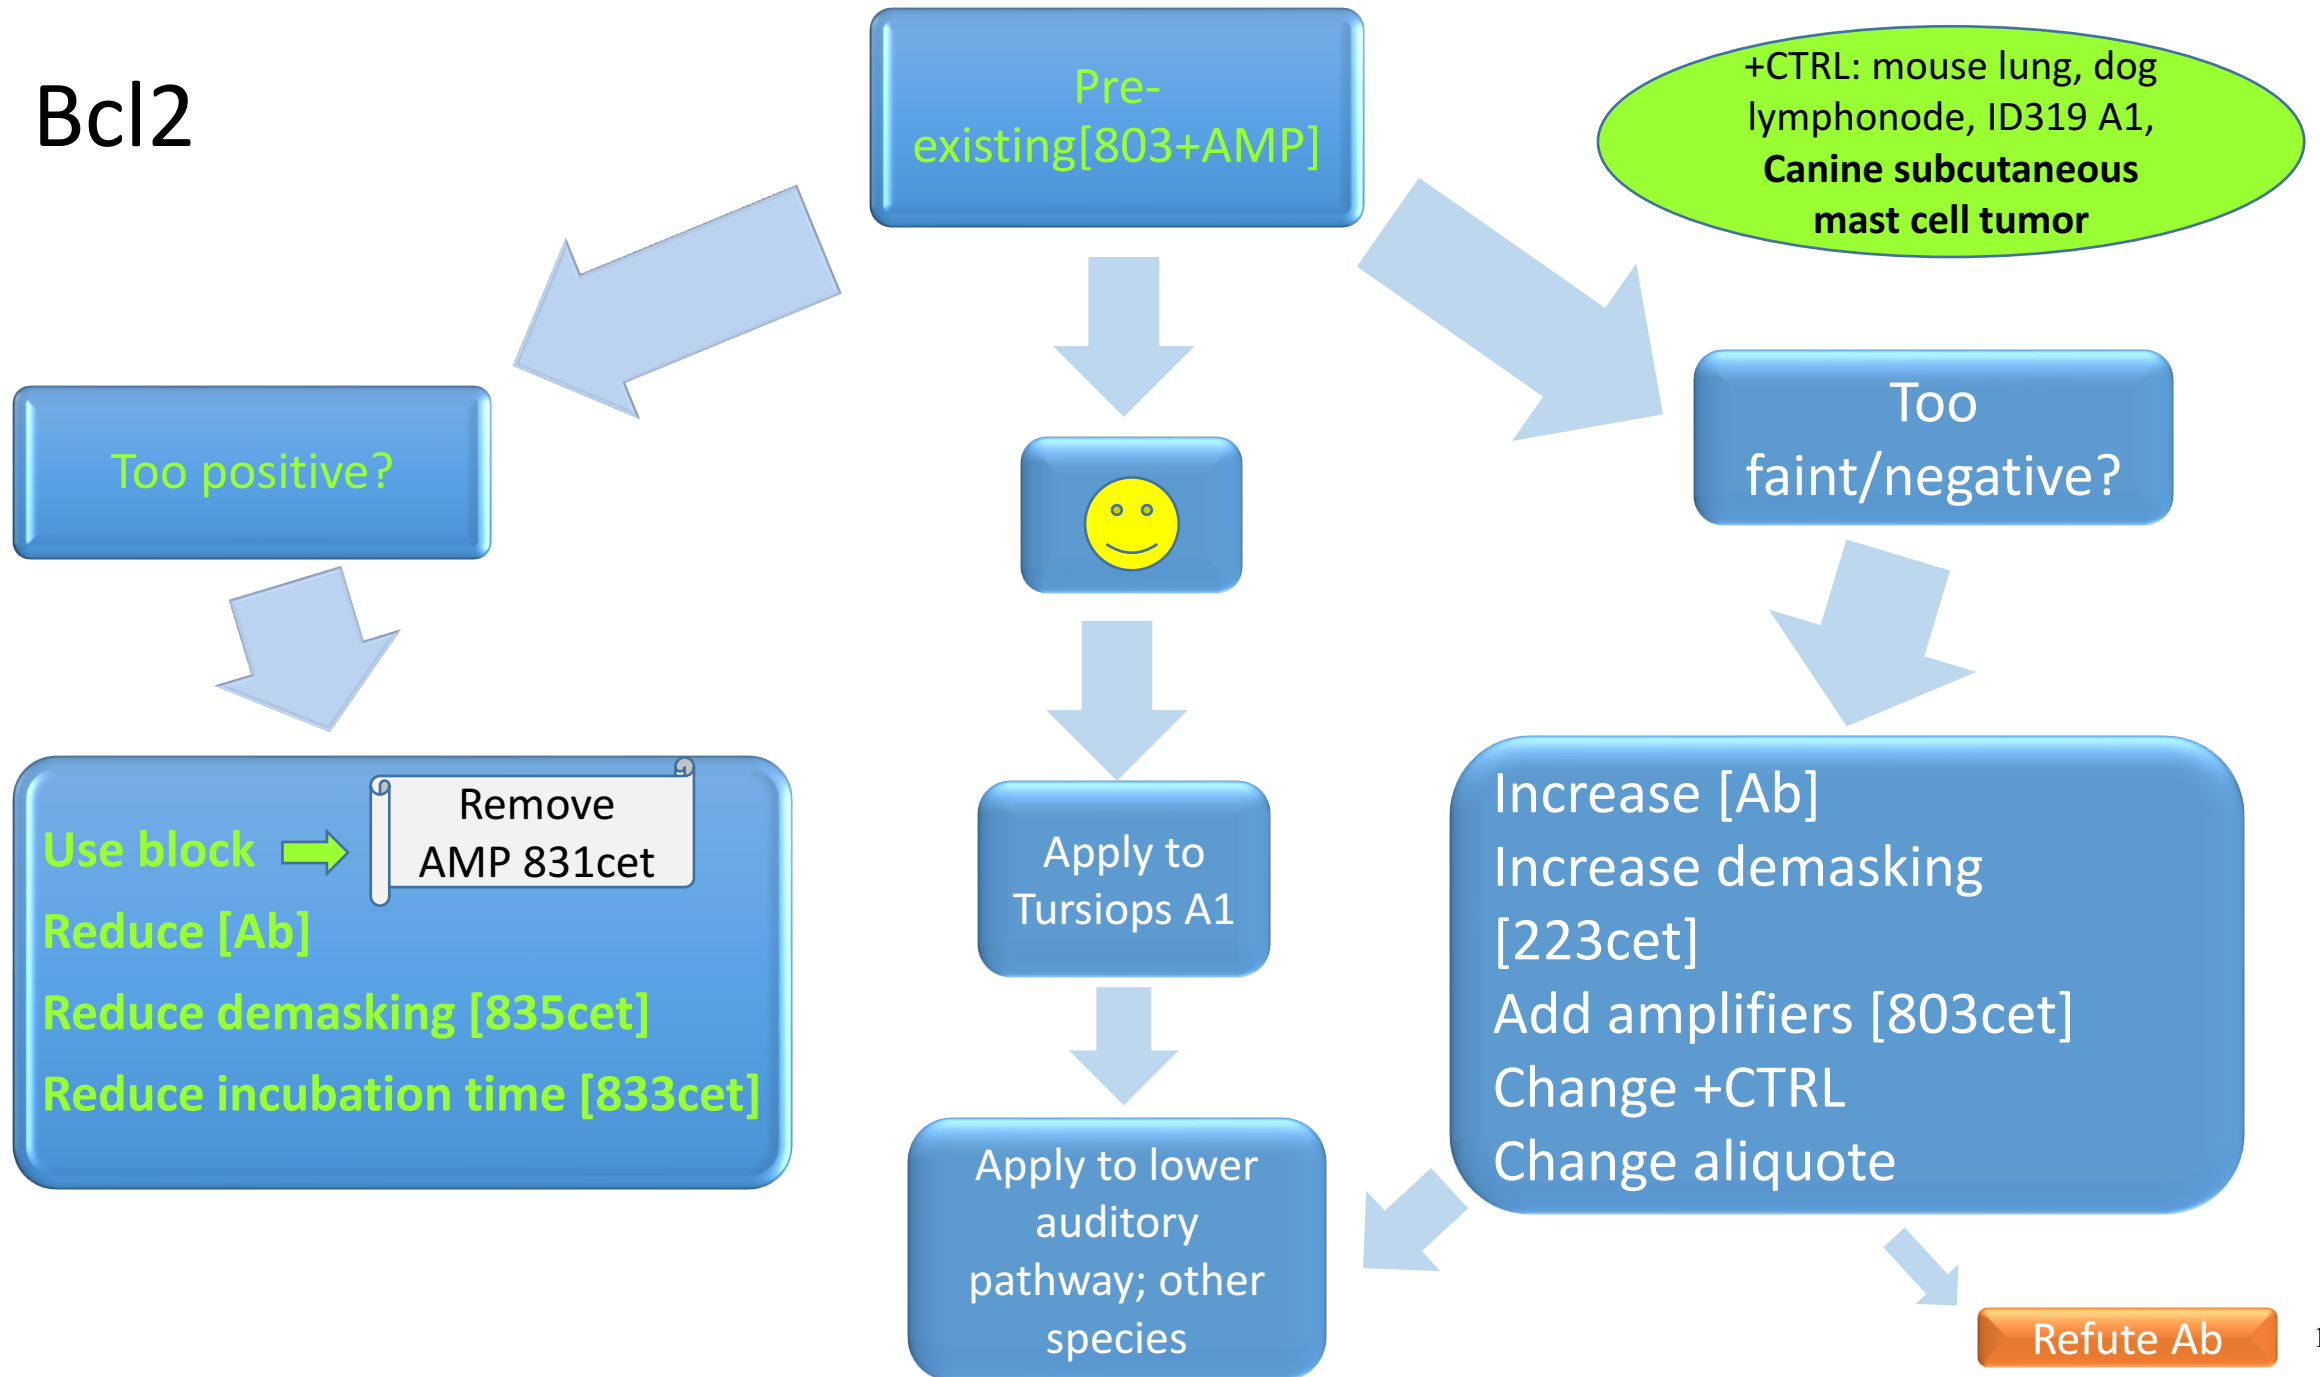 Bcl2
Pre-
existing[803+AMP]
+CTRL: mouse lung, dog
lymphonode, ID319 A1,
Canine subcutaneous
mast cell tumor
Too positive?
Too
faint/negative?
Use block
Remove
AMP 831cet
Reduce [Ab]
Reduce demasking [835cet]
Reduce incubation time [833cet]
Apply to
Tursiops A1
Increase [Ab]
Increase demasking
[223cet]
Add amplifiers [803cet]
Change +CTRL
Change aliquote
Apply to lower
auditory
pathway; other
species
Refute Ab